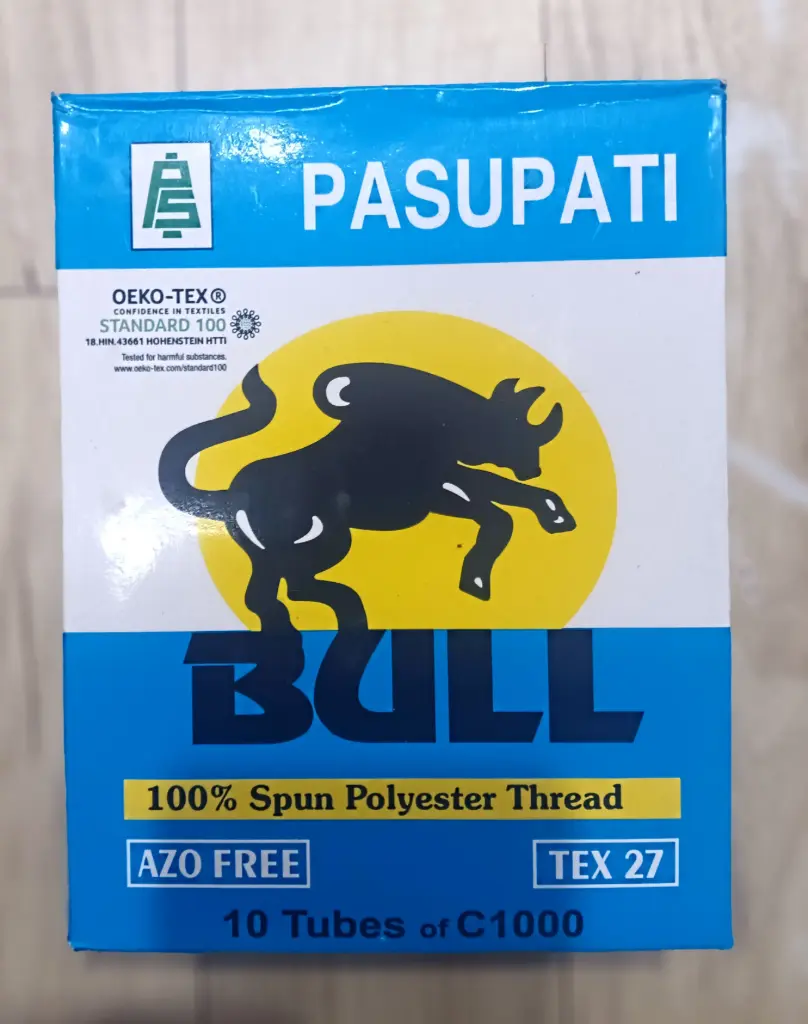 PS
PASUPATI
OEKO-TEX®
CONFIDENCE IN TEXTILES
STANDARD 100
18.HIN.43661 HOHENSTEIN HTTI
Tested for harmful substances.
www.oeko-tex.com/standard100
BULL
100% Spun Polyester Thread
AZO FREE
TEX 27
10 Tubes of C1000